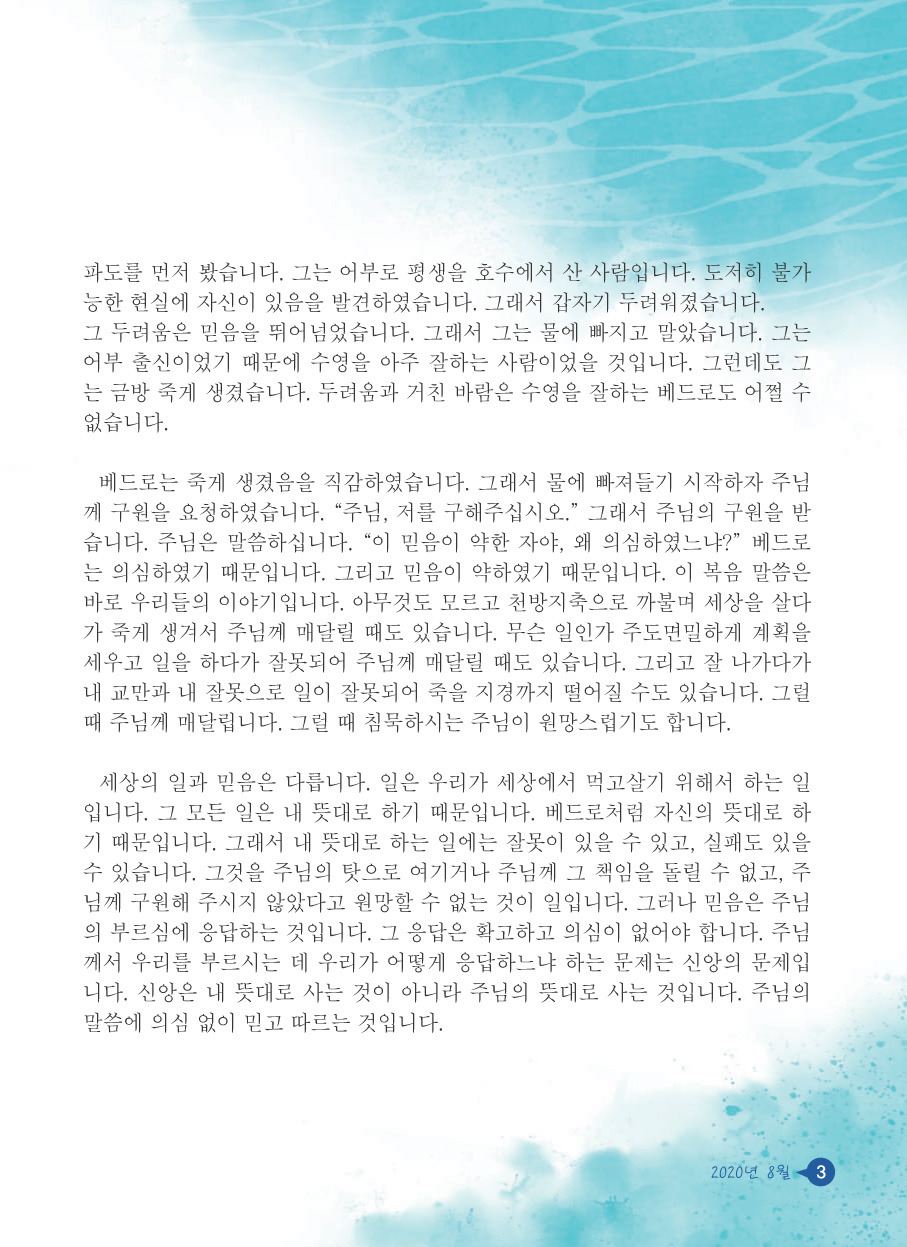 파도를 먼저 봤습니다. 그는 어부로 평생을 호수에서 산 사람입니다. 도저히 불가
능한 현실에 자신이 있음을 발견하였습니다. 그래서 갑자기 두려워졌습니다.
그 두려움은 믿음을 뛰어넘었습니다. 그래서 그는 물에 빠지고 말았습니다. 그는
어부 출신이었기 때문에 수영을 아주 잘하는 사람이었을 것입니다. 그런데도 그
는 금방 죽게 생겼습니다. 두려움과 거친 바람은 수영을 잘하는 베드로도 어쩔 수
없습니다.
베드로는 죽게 생겼음을 직감하였습니다. 그래서 물에 빠져들기 시작하자 주님
께 구원을 요청하였습니다. “주님, 저를 구해주십시오.” 그래서 주님의 구원을 받
습니다. 주님은 말씀하십니다. “이 믿음이 약한 자야, 왜 의심하였느냐?” 베드로
는 의심하였기 때문입니다. 그리고 믿음이 약하였기 때문입니다. 이 복음 말씀은
바로 우리들의 이야기입니다. 아무것도 모르고 천방지축으로 까불며 세상을 살다
가 죽게 생겨서 주님께 매달릴 때도 있습니다. 무슨 일인가 주도면밀하게 계획을
세우고 일을 하다가 잘못되어 주님께 매달릴 때도 있습니다. 그리고 잘 나가다가
내 교만과 내 잘못으로 일이 잘못되어 죽을 지경까지 떨어질 수도 있습니다. 그럴
때 주님께 매달립니다. 그럴 때 침묵하시는 주님이 원망스럽기도 합니다.
세상의 일과 믿음은 다릅니다. 일은 우리가 세상에서 먹고살기 위해서 하는 일
입니다. 그 모든 일은 내 뜻대로 하기 때문입니다. 베드로처럼 자신의 뜻대로 하
기 때문입니다. 그래서 내 뜻대로 하는 일에는 잘못이 있을 수 있고, 실패도 있을
수 있습니다. 그것을 주님의 탓으로 여기거나 주님께 그 책임을 돌릴 수 없고, 주
님께 구원해 주시지 않았다고 원망할 수 없는 것이 일입니다. 그러나 믿음은 주님
의 부르심에 응답하는 것입니다. 그 응답은 확고하고 의심이 없어야 합니다. 주님
께서 우리를 부르시는 데 우리가 어떻게 응답하느냐 하는 문제는 신앙의 문제입
니다. 신앙은 내 뜻대로 사는 것이 아니라 주님의 뜻대로 사는 것입니다. 주님의
말씀에 의심 없이 믿고 따르는 것입니다.
2020년 8월 3